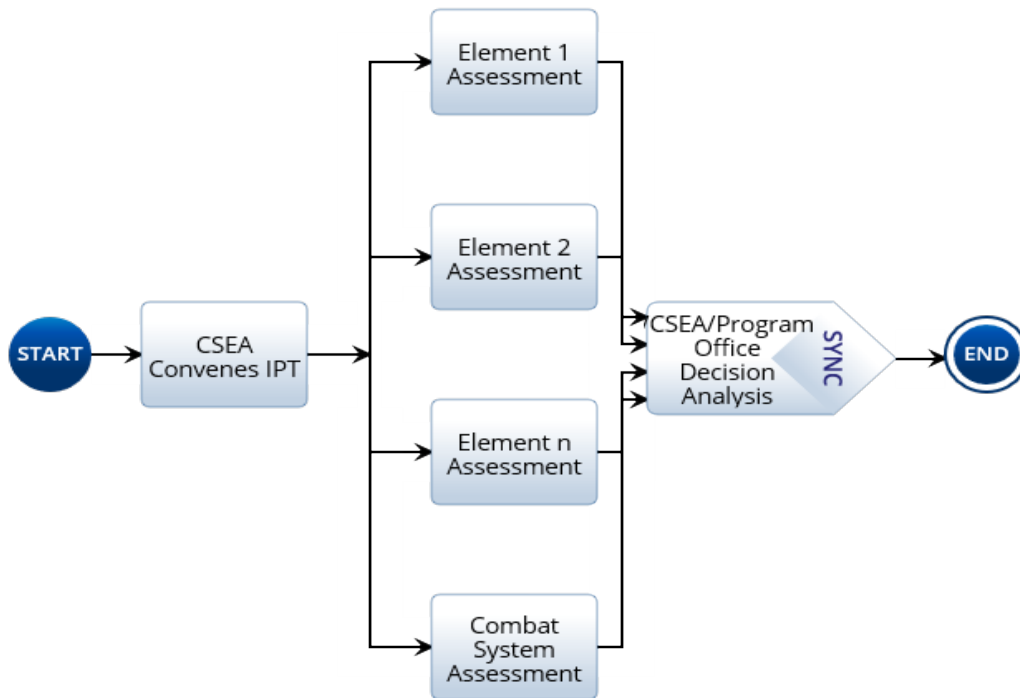 START
CSEA
Convenes IPT
Element 1
Assessment
Element 2
Assessment
Element n
Assessment
Combat
System
Assessment
CSEA/Program
Office
Decision
Analysis
SYNC
END